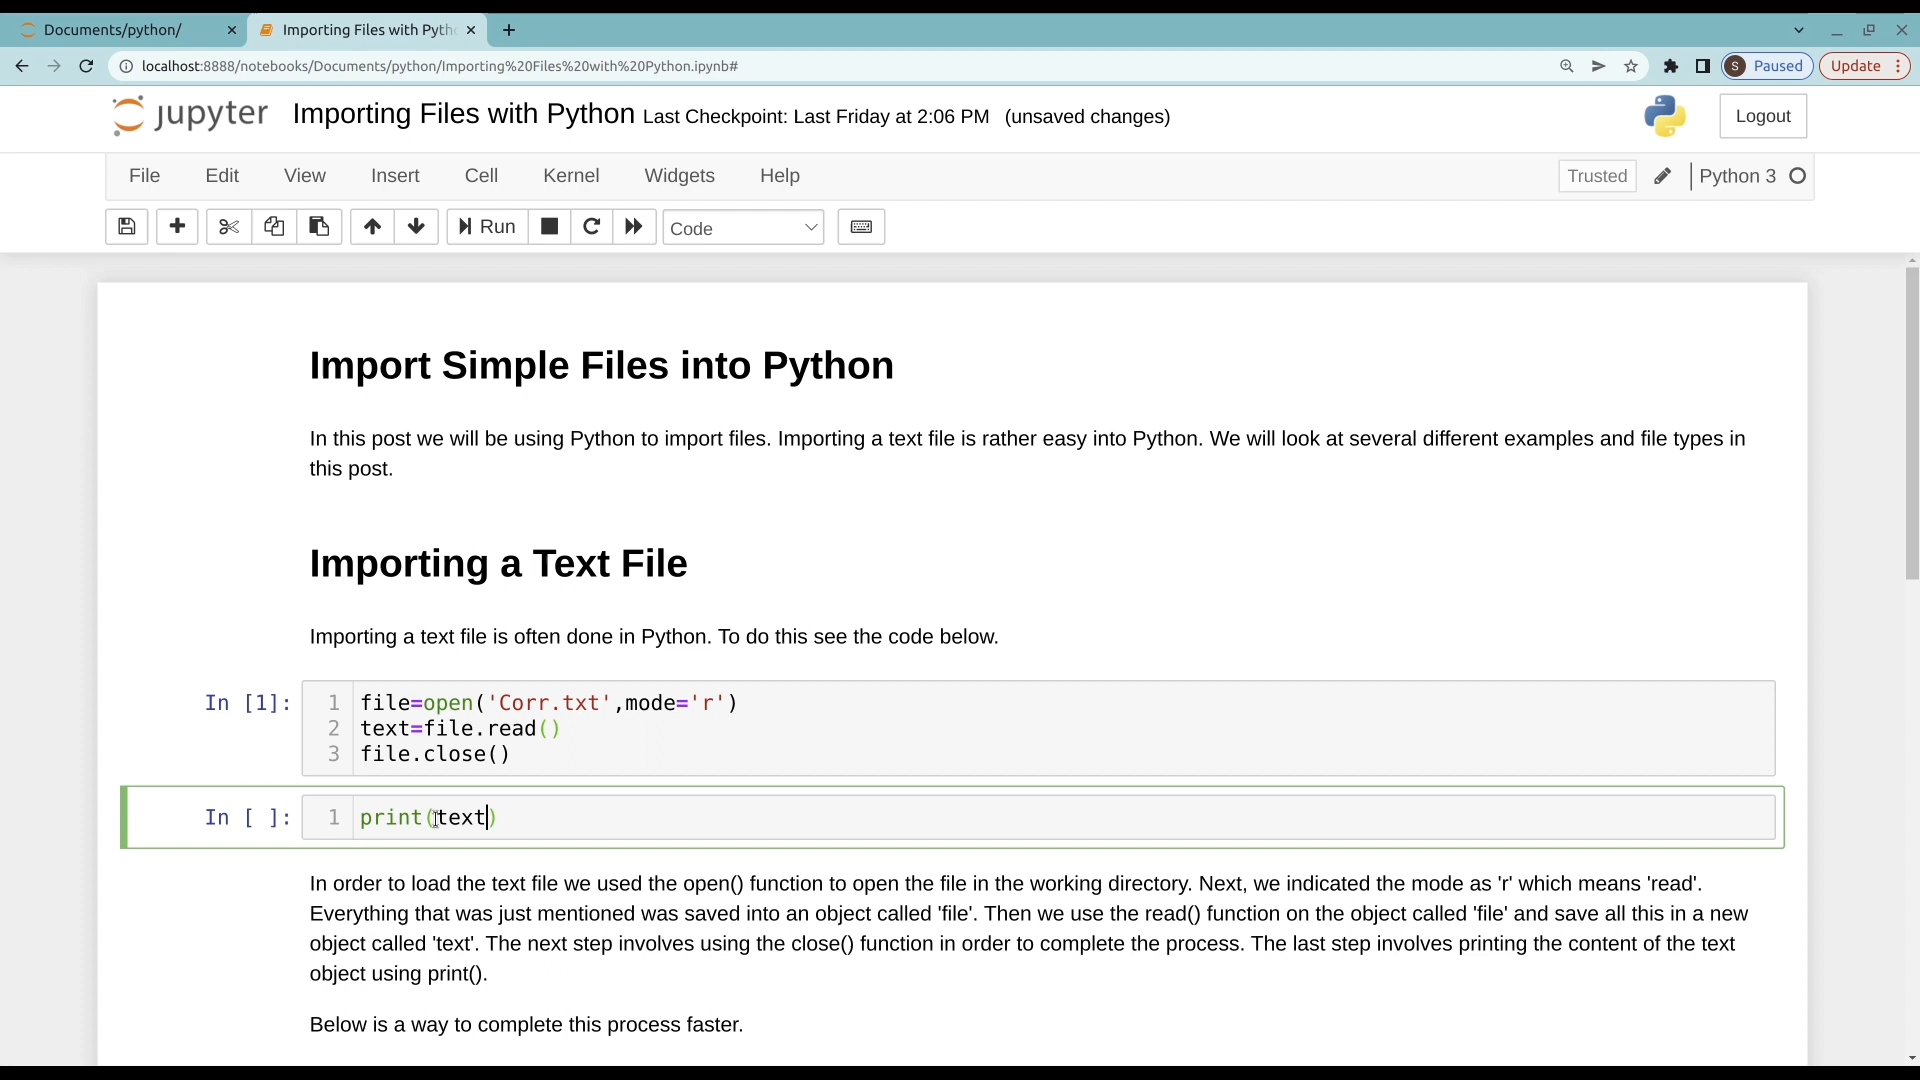 Documents/python/
Importing Files with Pyth
localhost:8888/notebooks/Documents/python/Importing%20Files%20with%20Python.ipynb#
S Paused
Update
jupyter Importing Files with Python Last Checkpoint: Last Friday at 2:06 PM (unsaved changes)
Logout
File Edit View Insert Cell Kernel Widgets Help
Trusted Python 3
Run Code
Import Simple Files into Python
In this post we will be using Python to import files. Importing a text file is rather easy into Python. We will look at several different examples and file types in
this post.
Importing a Text File
Importing a text file is often done in Python. To do this see the code below.
In [1]: 1 file=open('Corr.txt',mode='r')
2 text=file.read()
3 file.close()
In [ ]: 1 print(text)
In order to load the text file we used the open() function to open the file in the working directory. Next, we indicated the mode as 'r' which means 'read'.
Everything that was just mentioned was saved into an object called 'file'. Then we use the read() function on the object called 'file' and save all this in a new
object called 'text'. The next step involves using the close() function in order to complete the process. The last step involves printing the content of the text
object using print().
Below is a way to complete this process faster.